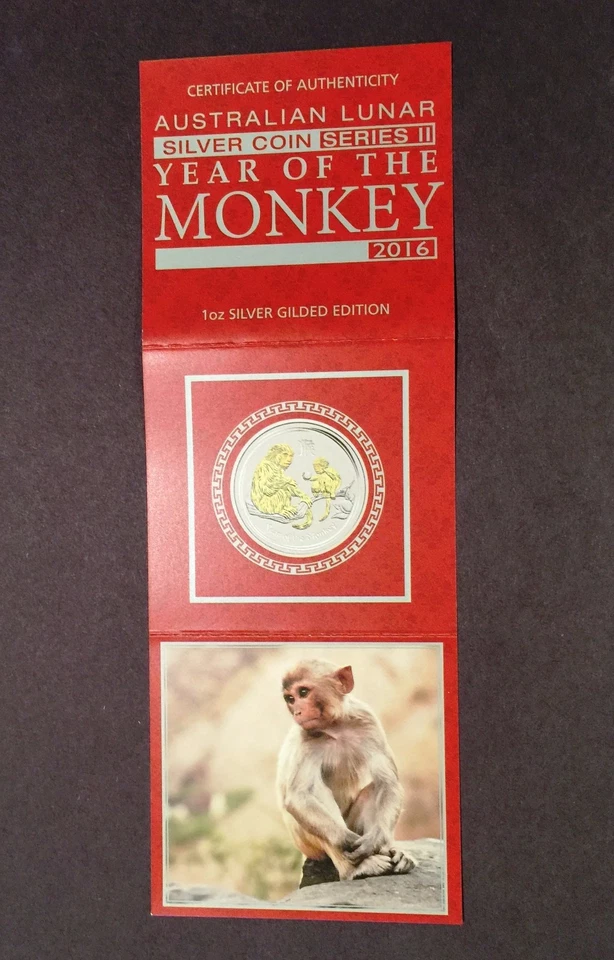 CERTIFICATE OF AUTHENTICITY
AUSTRALIAN LUNAR
SILVER COIN SERIES II
YEAR OF THE
MONKEY
2016
1oz SILVER GILDED EDITION